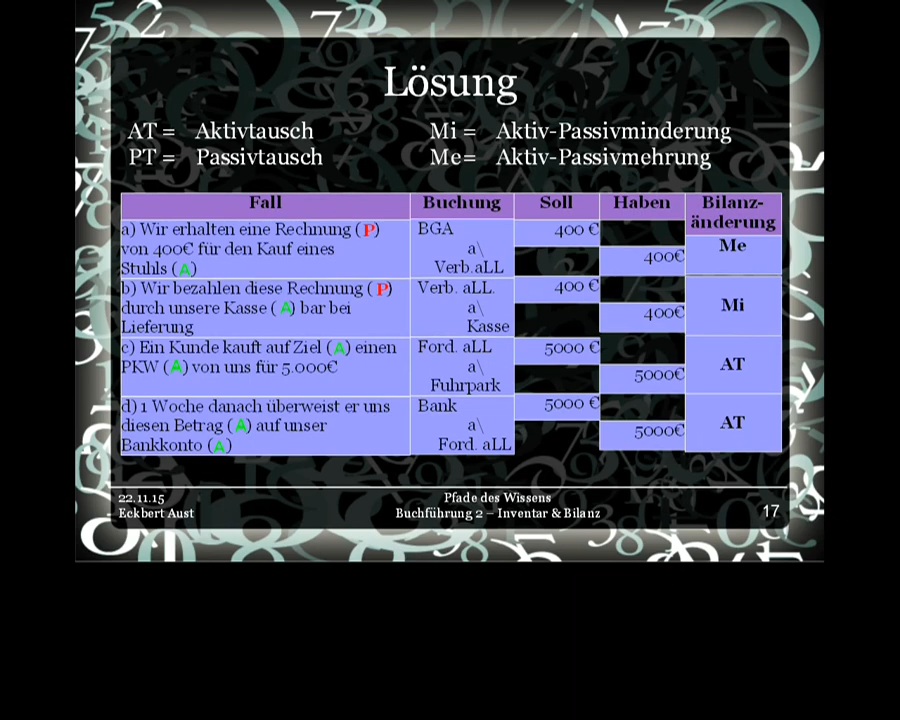 Lösung
AT = Aktivtausch
Mi = Aktiv-Passivminderung
PT = Passivtausch
Me= Aktiv-Passivmehrung
Fall Buchung Soll Haben Bilanz-
änderung
a) Wir erhalten eine Rechnung (P)
von 400€ für den Kauf eines
Stuhls (A)
BGA
a\
Verb.aLL
400 €
400€
Me
b) Wir bezahlen diese Rechnung ( P)
durch unsere Kasse ( A) bar bei
Lieferung
Verb. aLL.
a\
Kasse
400 €
400€
Mi
c) Ein Kunde kauft auf Ziel (A) einen
PKW (A) von uns für 5.000€
Ford. aLL
a\
Fuhrpark
5000 €
5000€
AT
d) 1 Woche danach überweist er uns
diesen Betrag (A) auf unser
Bankkonto (A)
Bank
a\
Ford. aLL
5000 €
5000€
AT
22.11.15
Eckbert Aust
Pfade des Wissens
Buchführung 2 – Inventar & Bilanz
17